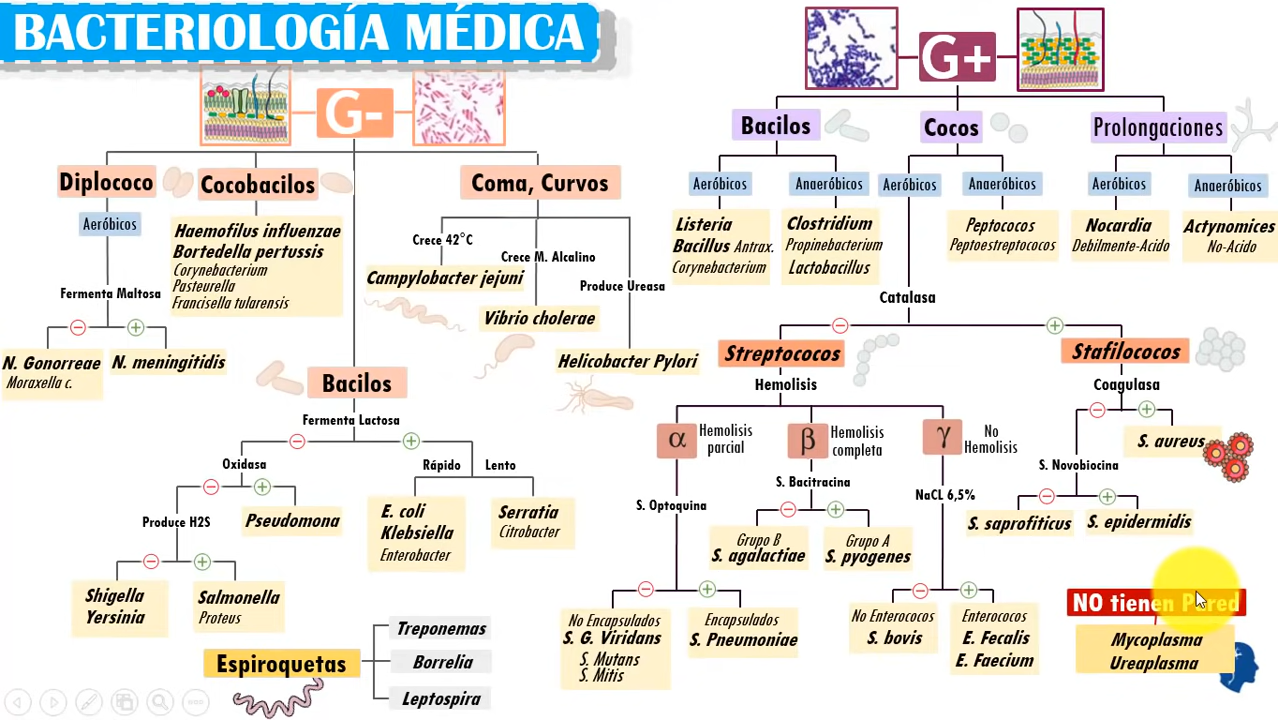 BACTERIOLOGÍA MÉDICA
G-
Diplococo
Aeróbicos
Fermenta Maltosa
N. Gonorreae
Moraxella c.
N. meningitidis
Cocobacilos
Haemofilus influenzae
Bortedella pertussis
Corynebacterium
Pasteurella
Francisella tularensis
Coma, Curvos
Crece 42°C
Campylobacter jejuni
Crece M. Alcalino
Vibrio cholerae
Produce Ureasa
Helicobacter Pylori
Bacilos
Fermenta Lactosa
Oxidasa
Produce H2S
Shigella
Yersinia
Salmonella
Proteus
Pseudomona
Rápido
Lento
E. coli
Klebsiella
Enterobacter
Serratia
Citrobacter
Espiroquetas
Treponemas
Borrelia
Leptospira
G+
Bacilos
Aeróbicos
Listeria
Bacillus Antrax.
Corynebacterium
Anaeróbicos
Clostridium
Propinebacterium
Lactobacillus
Cocos
Aeróbicos
Anaeróbicos
Peptococos
Peptoestreptococos
Prolongaciones
Aeróbicos
Nocardia
Debilmente-Acido
Anaeróbicos
Actynomices
No-Acido
Catalasa
Streptococos
Hemolisis
α
Hemolisis
parcial
S. Optoquina
No Encapsulados
S. G. Viridans
S. Mutans
S. Mitis
Encapsulados
S. Pneumoniae
β
Hemolisis
completa
S. Bacitracina
Grupo B
S. agalactiae
Grupo A
S. pyogenes
γ
No
Hemolisis
NaCL 6,5%
No Enterococos
S. bovis
Enterococos
E. Fecalis
E. Faecium
Stafilococos
Coagulasa
S. aureus
S. Novobiocina
S. saprofiticus
S. epidermidis
NO tienen Pared
Mycoplasma
Ureaplasma